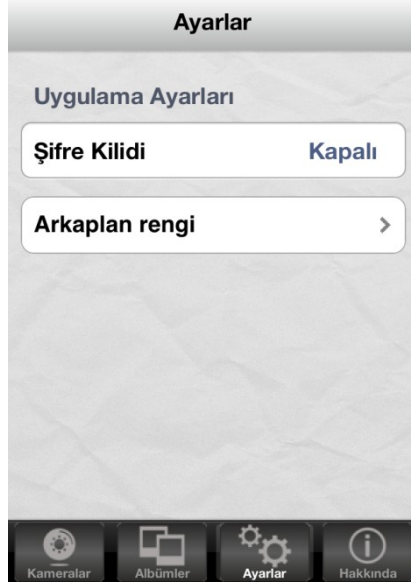 Ayarlar
Uygulama Ayarları
Şifre Kilidi Kapalı
Arkaplan rengi
Kameralar Albümler Ayarlar Hakkında